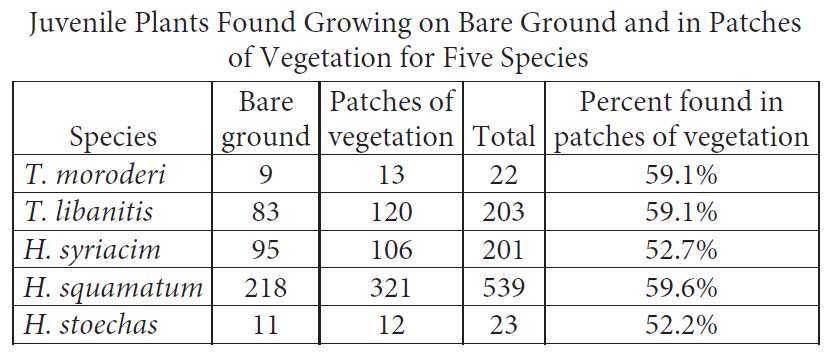 Juvenile Plants Found Growing on Bare Ground and in Patches
of Vegetation for Five Species
Species Bare ground Patches of vegetation Total Percent found in patches of vegetation
T. moroderi 9 13 22 59.1%
T. libanitis 83 120 203 59.1%
H. syriacim 95 106 201 52.7%
H. squamatum 218 321 539 59.6%
H. stoechas 11 12 23 52.2%